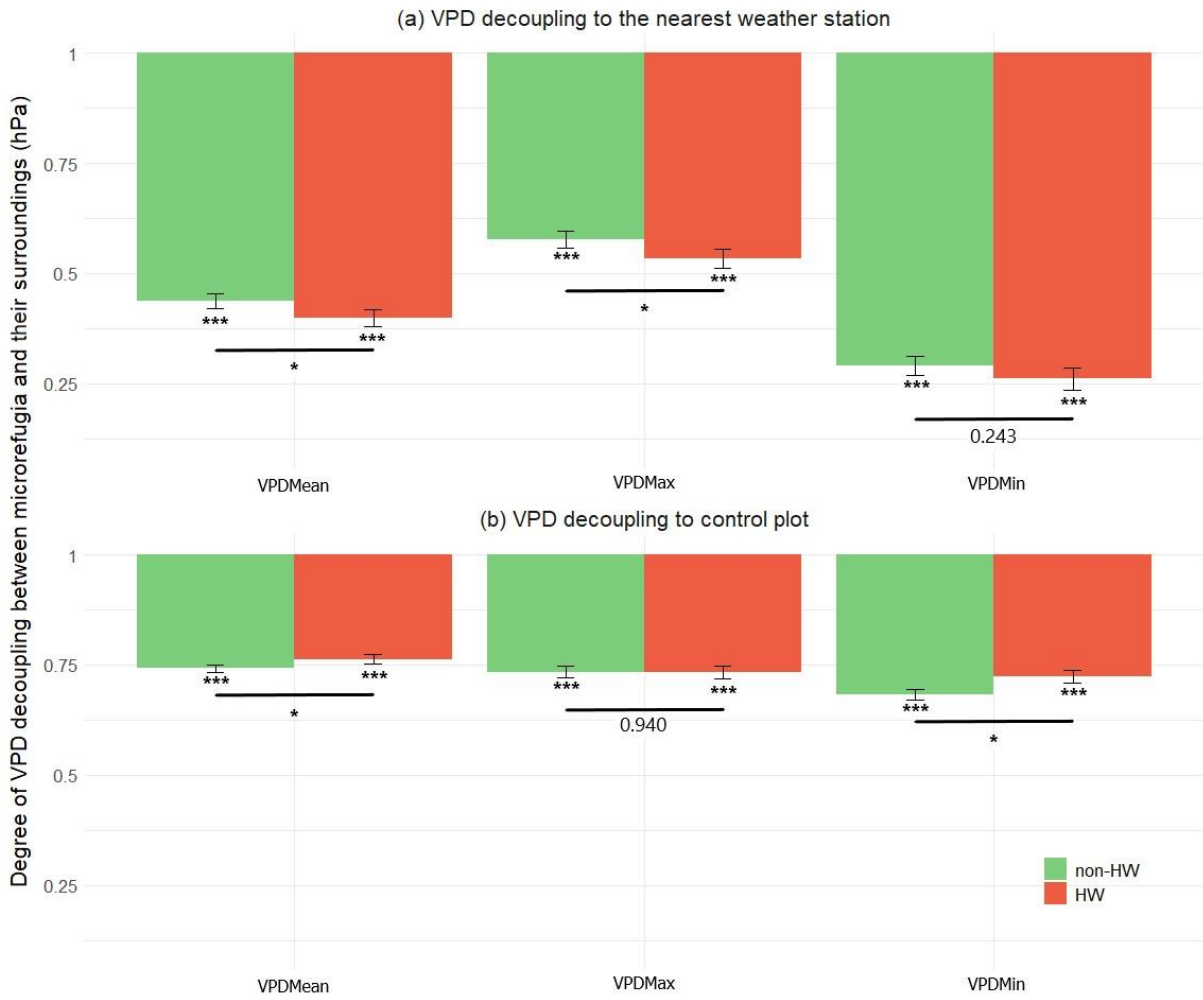 (a) VPD decoupling to the nearest weather station
Degree of VPD decoupling between microrefugia and their surroundings (hPa)
1
0.75
0.5
0.25
***
***
*
***
***
*
***
***
0.243
VPDMean
VPDMax
VPDMin
(b) VPD decoupling to control plot
1
0.75
0.5
0.25
***
***
*
***
***
0.940
***
***
*
non-HW
HW
VPDMean
VPDMax
VPDMin